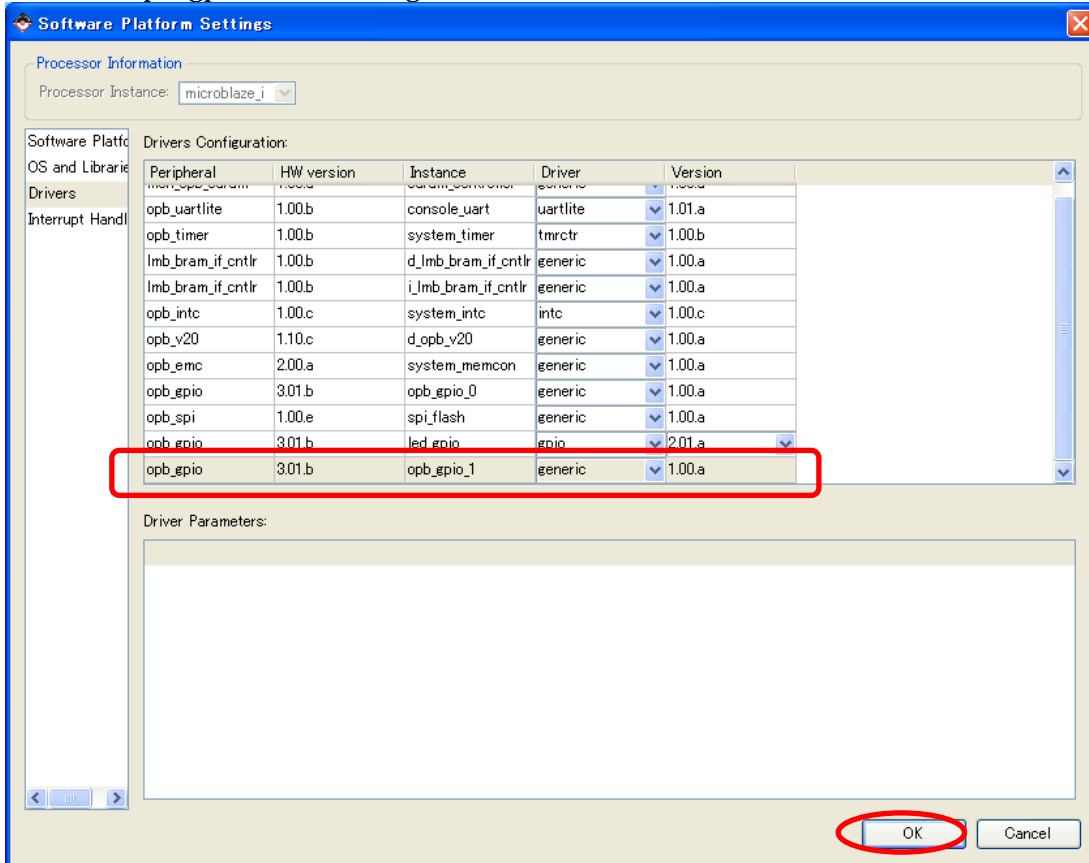 Software Platform Settings
Processor Information
Processor Instance: microblaze_i
Software Platfo
OS and Librarie
Drivers
Interrupt Handl
Drivers Configuration:
Peripheral HW version Instance Driver Version
opb_uartlite 1.00.b console_uart uartlite 1.01.a
opb_timer 1.00.b system_timer tmrctr 1.00.b
lmb_bram_if_cntlr 1.00.b d_lmb_bram_if_cntlr generic 1.00.a
lmb_bram_if_cntlr 1.00.b i_lmb_bram_if_cntlr generic 1.00.a
opb_intc 1.00.c system_intc intc 1.00.c
opb_v20 1.10.c d_opb_v20 generic 1.00.a
opb_emc 2.00.a system_memcon generic 1.00.a
opb_gpio 3.01.b opb_gpio_0 generic 1.00.a
opb_spi 1.00.e spi_flash generic 1.00.a
opb_gpio 3.01.b led_gpio gpio 2.01.a
opb_gpio 3.01.b opb_gpio_1 generic 1.00.a
Driver Parameters:
OK Cancel